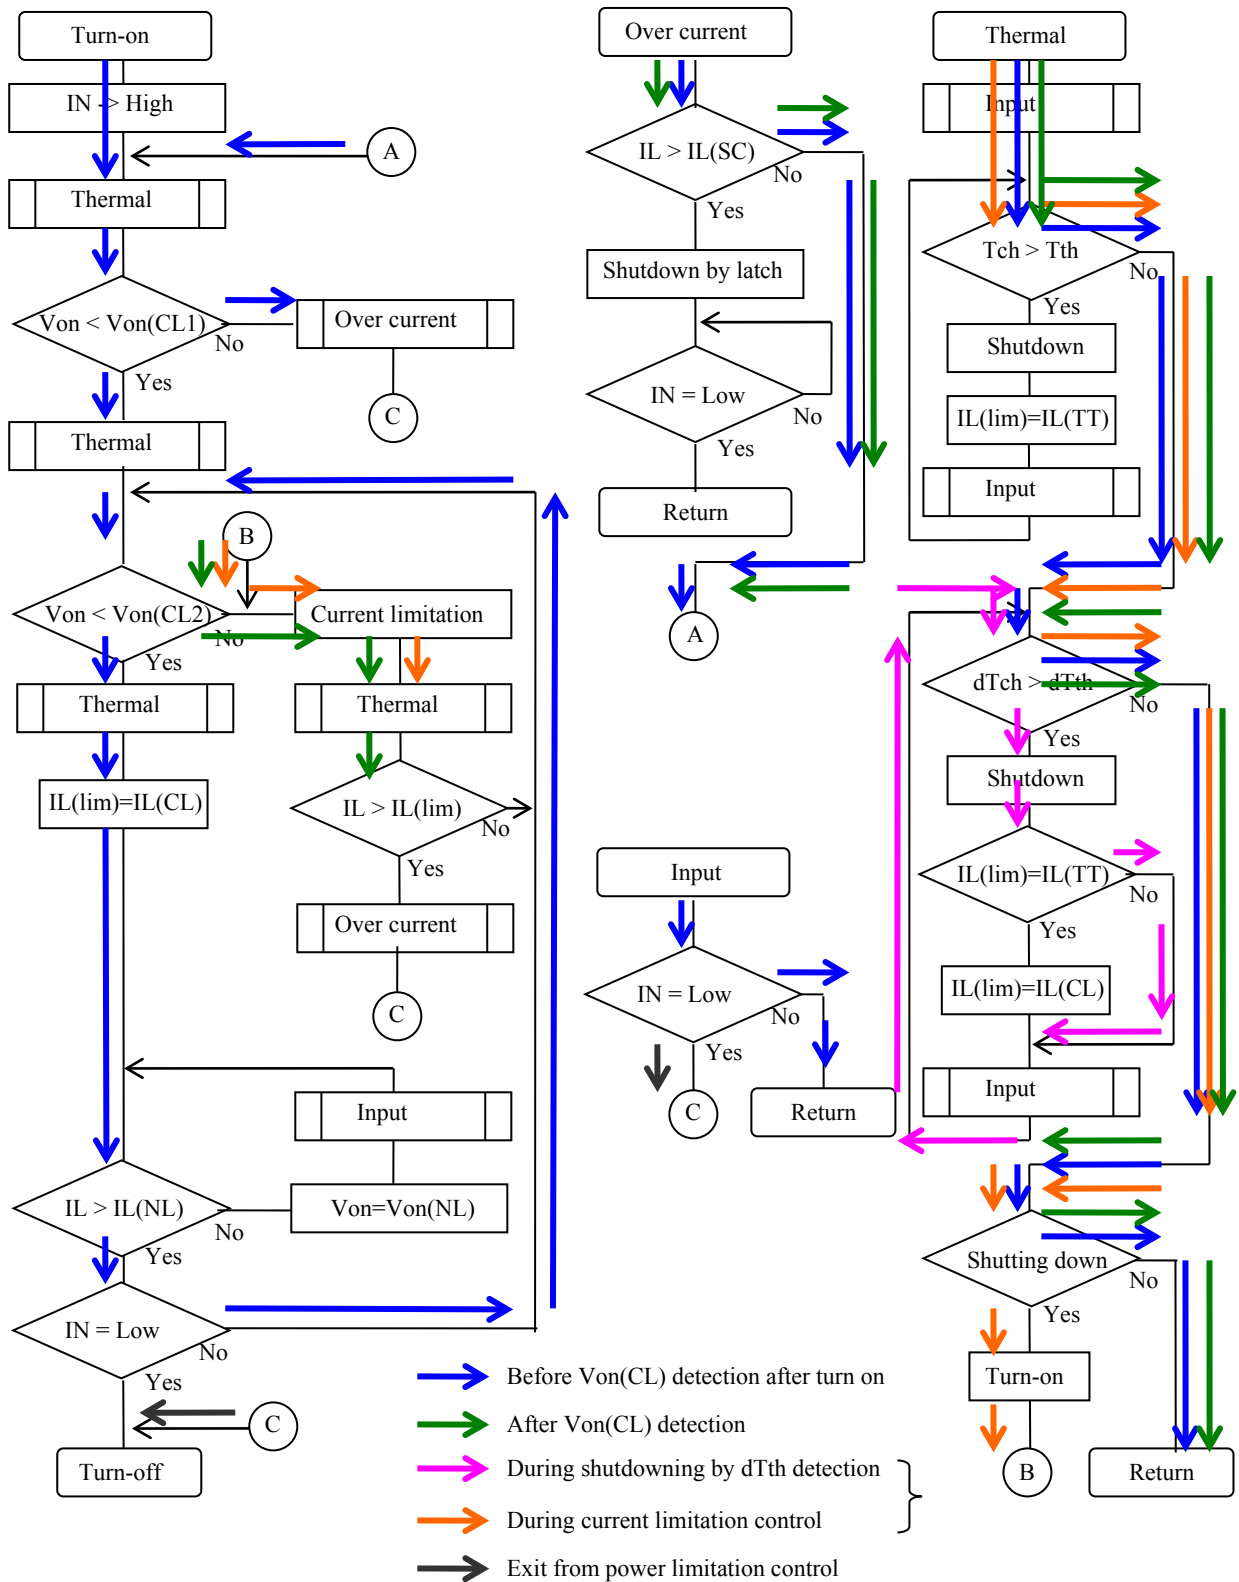 Turn-on
IN -> High
A
Thermal
Von < Von(CL1)
No
Yes
Over current
C
Thermal
B
Von < Von(CL2)
No
Yes
Current limitation
Thermal
Thermal
IL(lim)=IL(CL)
IL > IL(lim)
No
Yes
Over current
C
Input
Von=Von(NL)
IL > IL(NL)
No
Yes
IN = Low
No
Yes
C
Turn-off
Over current
IL > IL(SC)
No
Yes
Shutdown by latch
IN = Low
No
Yes
Return
A
Input
IN = Low
No
Yes
C
Return
Thermal
Input
Tch > Tth
No
Yes
Shutdown
IL(lim)=IL(TT)
Input
dTch > dTth
No
Yes
Shutdown
IL(lim)=IL(TT)
No
Yes
IL(lim)=IL(CL)
Input
Shutting down
No
Yes
Turn-on
B
Return
Before Von(CL) detection after turn on
After Von(CL) detection
During shutdowning by dTth detection
During current limitation control
Exit from power limitation control